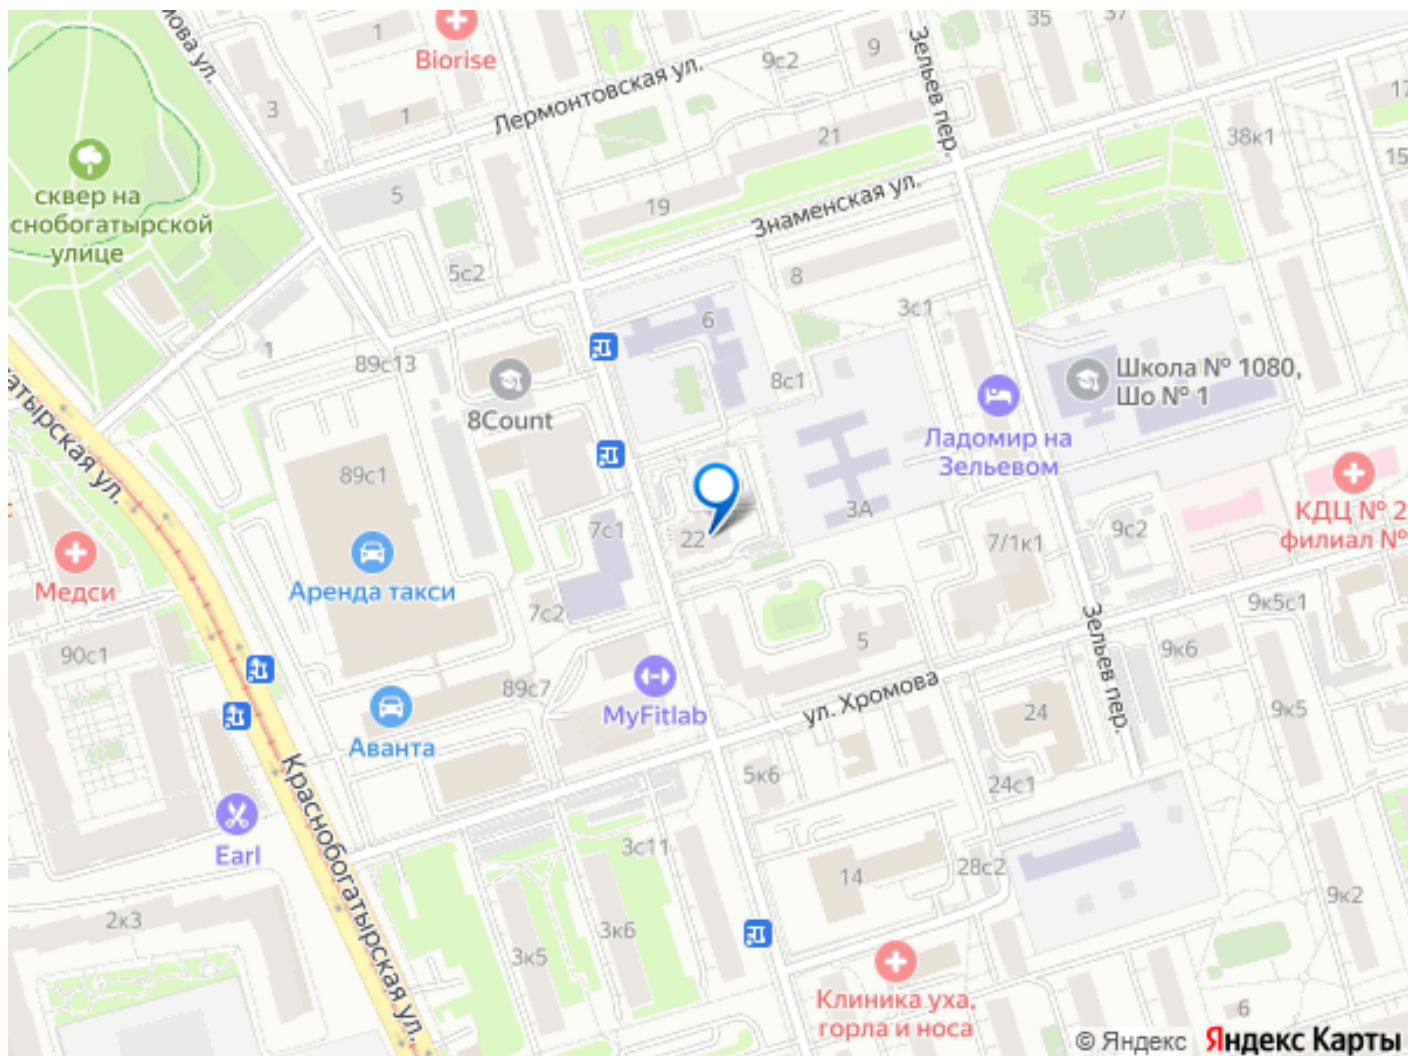 мова ул.
1
Biorise
3
1
Лермонтовская ул.
9с2
9
Зельев пер.
35
37
17
21
38к1
15
сквер на
снобогатырской
улице
5
19
Знаменская ул.
5с2
8
3с1
6
1
89с13
8Count
8с1
Школа № 1080,
Шо № 1
Ладомир на
Зельевом
атырская ул.
89с1
с
3А
КДЦ № 2
филиал №
Медси
Аренда такси
7с1
22
7/1к1
9с2
7с2
9к5с1
90с1
5
9к6
Зельев пер.
89с7
MyFitlab
ул. Хромова
24
9к5
Аванта
Краснобогатырская ул.
5к6
24с1
Earl
3с11
14
28с2
2к3
3к6
3к5
9к2
Клиника уха,
горла и носа
6
© Яндекс Яндекс Карты